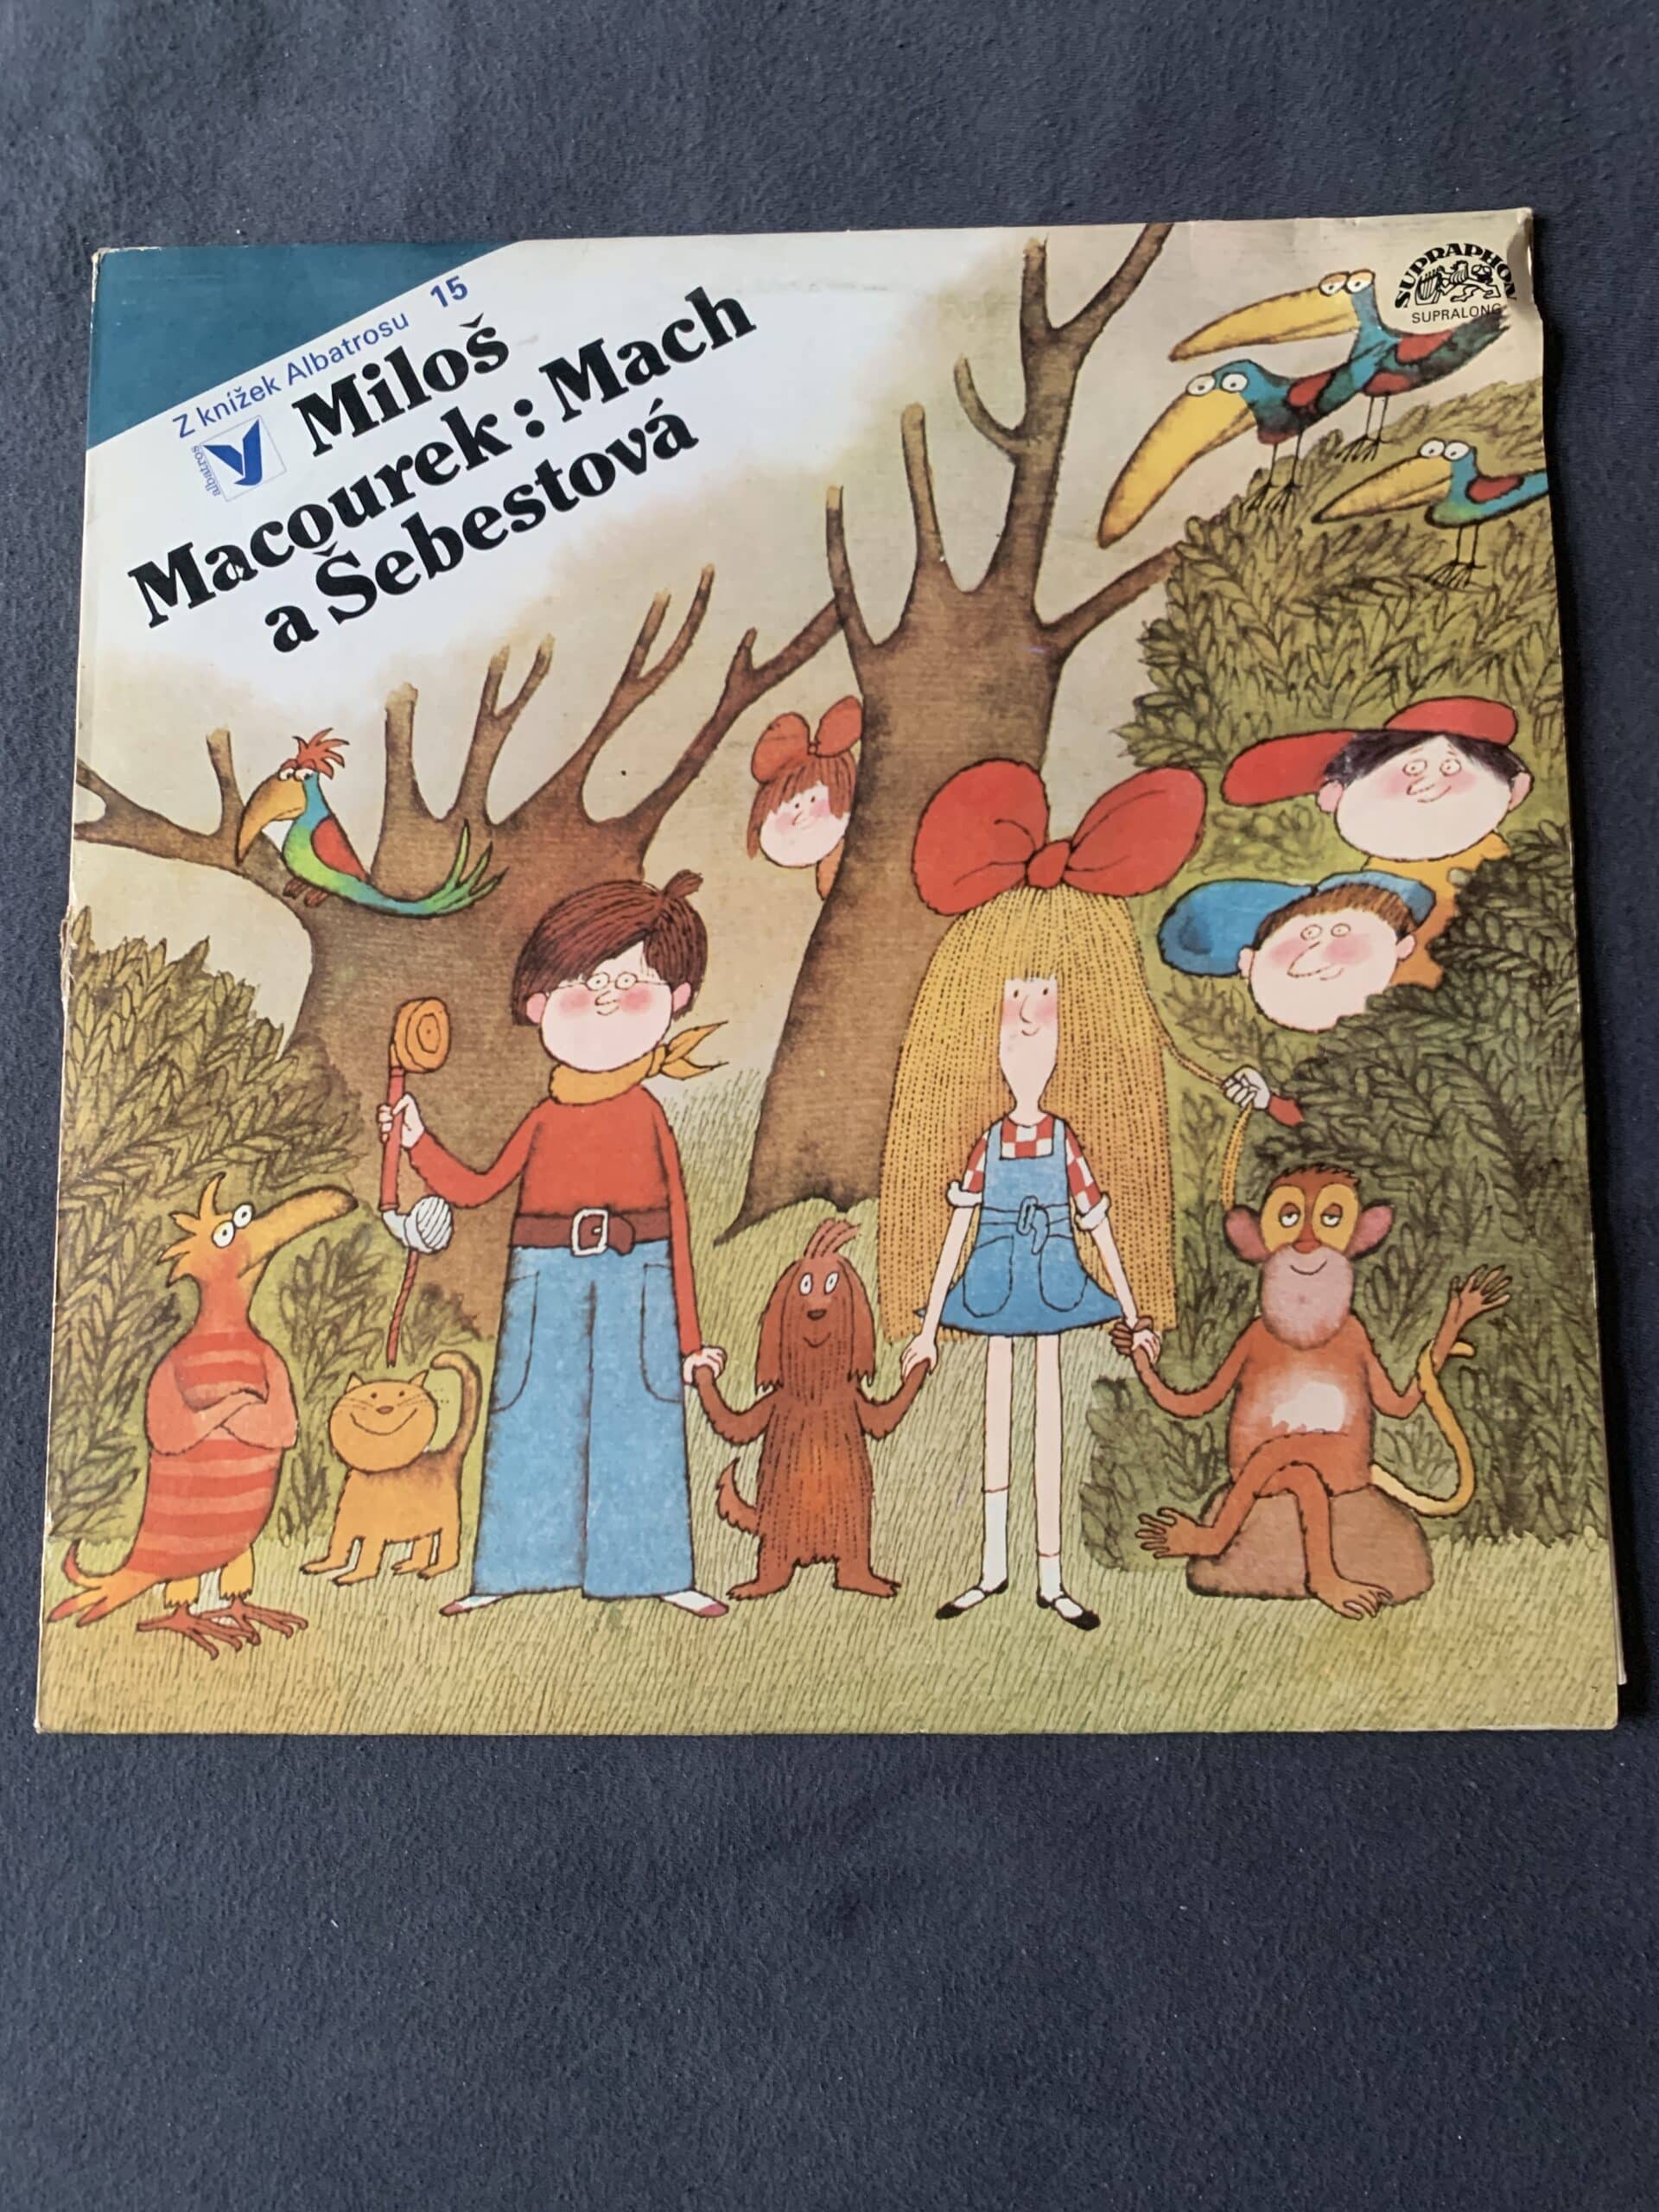 Z knížek Albatrosu 15
albatros
Miloš
Macourek: Mach
a Šebestová
SUPRAPHON
SUPRALONG